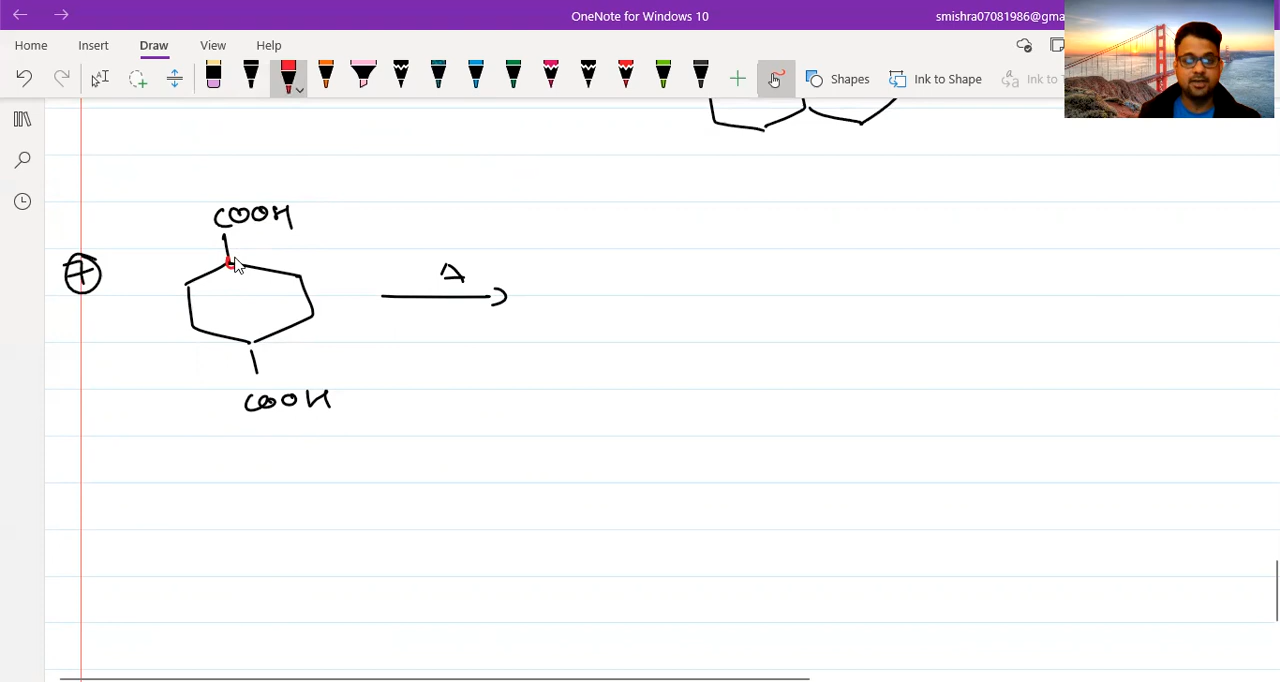 OneNote for Windows 10
smishra07081986@gma
Home Insert Draw View Help
Shapes Ink to Shape Ink to
COOH
7
Δ
COOH